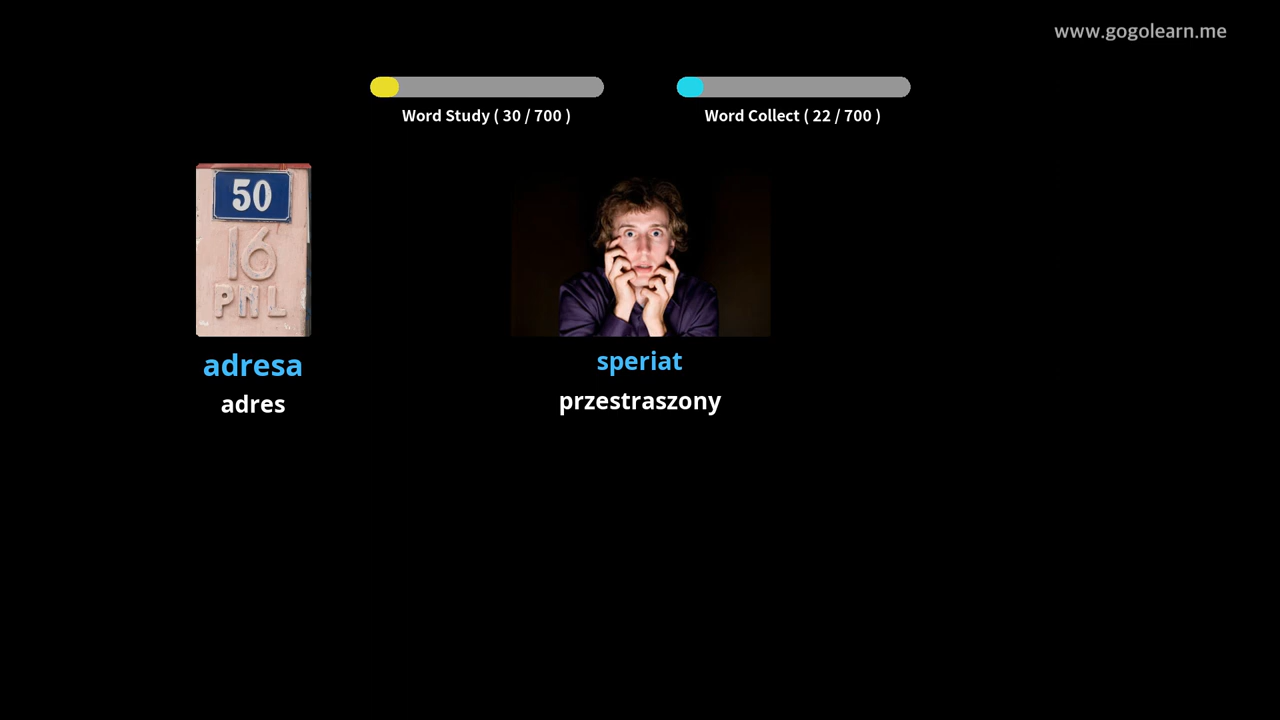 www.gogolearn.me
Word Study ( 30 / 700 )
Word Collect ( 22 / 700 )
50
16
PNL
adresa
adres
speriat
przestraszony